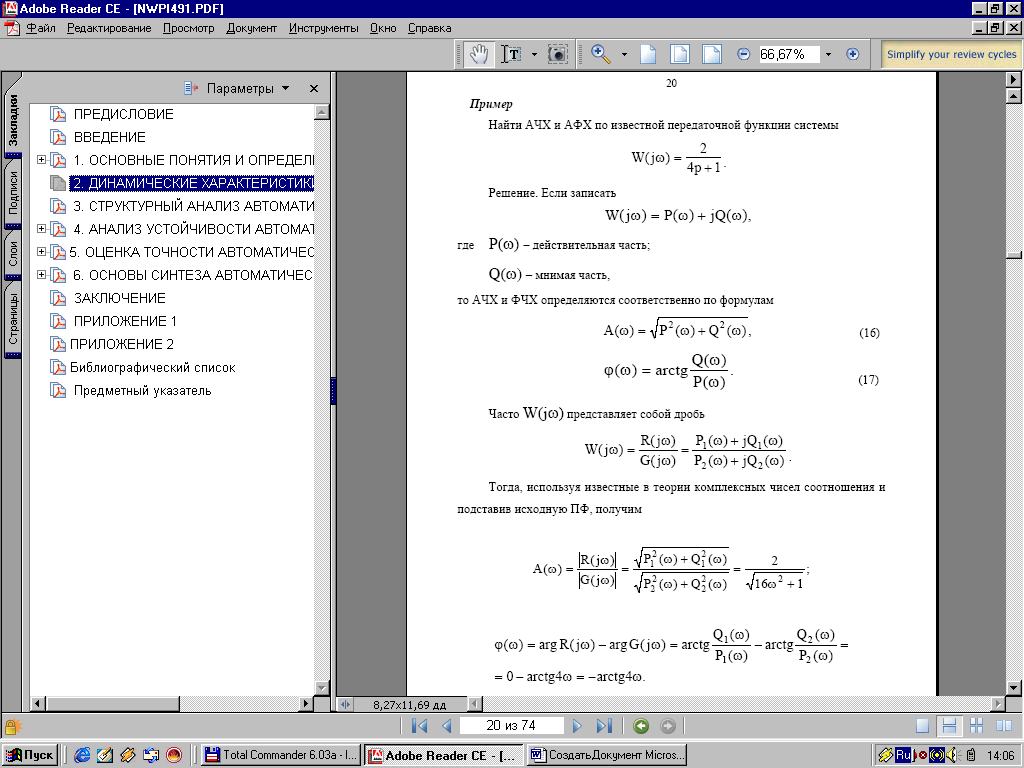 Adobe Reader CE - [NWPI491.PDF]
Файл Редактирование Просмотр Документ Инструменты Окно Справка
T 66,67% Simplify your review cycles
Закладки
Подписи
Слои
Страницы
Параметры
ПРЕДИСЛОВИЕ
ВВЕДЕНИЕ
1. ОСНОВНЫЕ ПОНЯТИЯ И ОПРЕДЕЛ
2. ДИНАМИЧЕСКИЕ ХАРАКТЕРИСТИКИ
3. СТРУКТУРНЫЙ АНАЛИЗ АВТОМАТИ
4. АНАЛИЗ УСТОЙЧИВОСТИ АВТОМАТ
5. ОЦЕНКА ТОЧНОСТИ АВТОМАТИЧЕС
6. ОСНОВЫ СИНТЕЗА АВТОМАТИЧЕС
ЗАКЛЮЧЕНИЕ
ПРИЛОЖЕНИЕ 1
ПРИЛОЖЕНИЕ 2
Библиографический список
Предметный указатель
20
Пример
Найти АЧХ и АФХ по известной передаточной функции системы
W(jω) = 2 / (4p + 1) .
Решение. Если записать
W(jω) = P(ω) + jQ(ω),
где P(ω) – действительная часть;
Q(ω) – мнимая часть,
то АЧХ и ФЧХ определяются соответственно по формулам
A(ω) = √(P²(ω) + Q²(ω)), (16)
φ(ω) = arctg Q(ω) / P(ω) . (17)
Часто W(jω) представляет собой дробь
W(jω) = R(jω) / G(jω) = (P₁(ω) + jQ₁(ω)) / (P₂(ω) + jQ₂(ω)) .
Тогда, используя известные в теории комплексных чисел соотношения и
подставив исходную ПФ, получим
A(ω) = |R(jω)| / |G(jω)| = √(P₁²(ω) + Q₁²(ω)) / √(P₂²(ω) + Q₂²(ω)) = 2 / √(16ω² + 1) ;
φ(ω) = arg R(jω) − arg G(jω) = arctg Q₁(ω) / P₁(ω) − arctg Q₂(ω) / P₂(ω) =
= 0 − arctg4ω = −arctg4ω.
8,27x11,69 дд
20 из 74
Пуск Total Commander 6.03a - I... Adobe Reader CE - [... СоздатьДокумент Micros... Ru 14:06